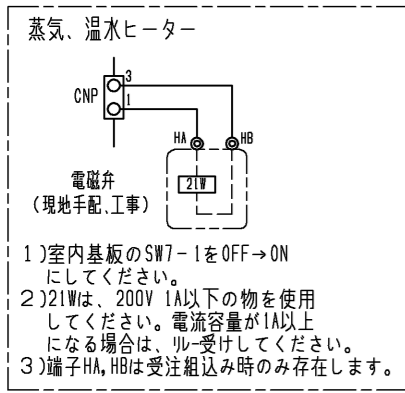 蒸気、温水ヒーター
3
CNP
1
HA
HB
電磁弁
21W
(現地手配、工事)
1)室内基板のSW7-1をOFF→ON
にしてください。
2)21Wは、200V 1A以下の物を使用
してください。電流容量が1A以上
になる場合は、リレー受けしてください。
3)端子HA,HBは受注組込み時のみ存在します。